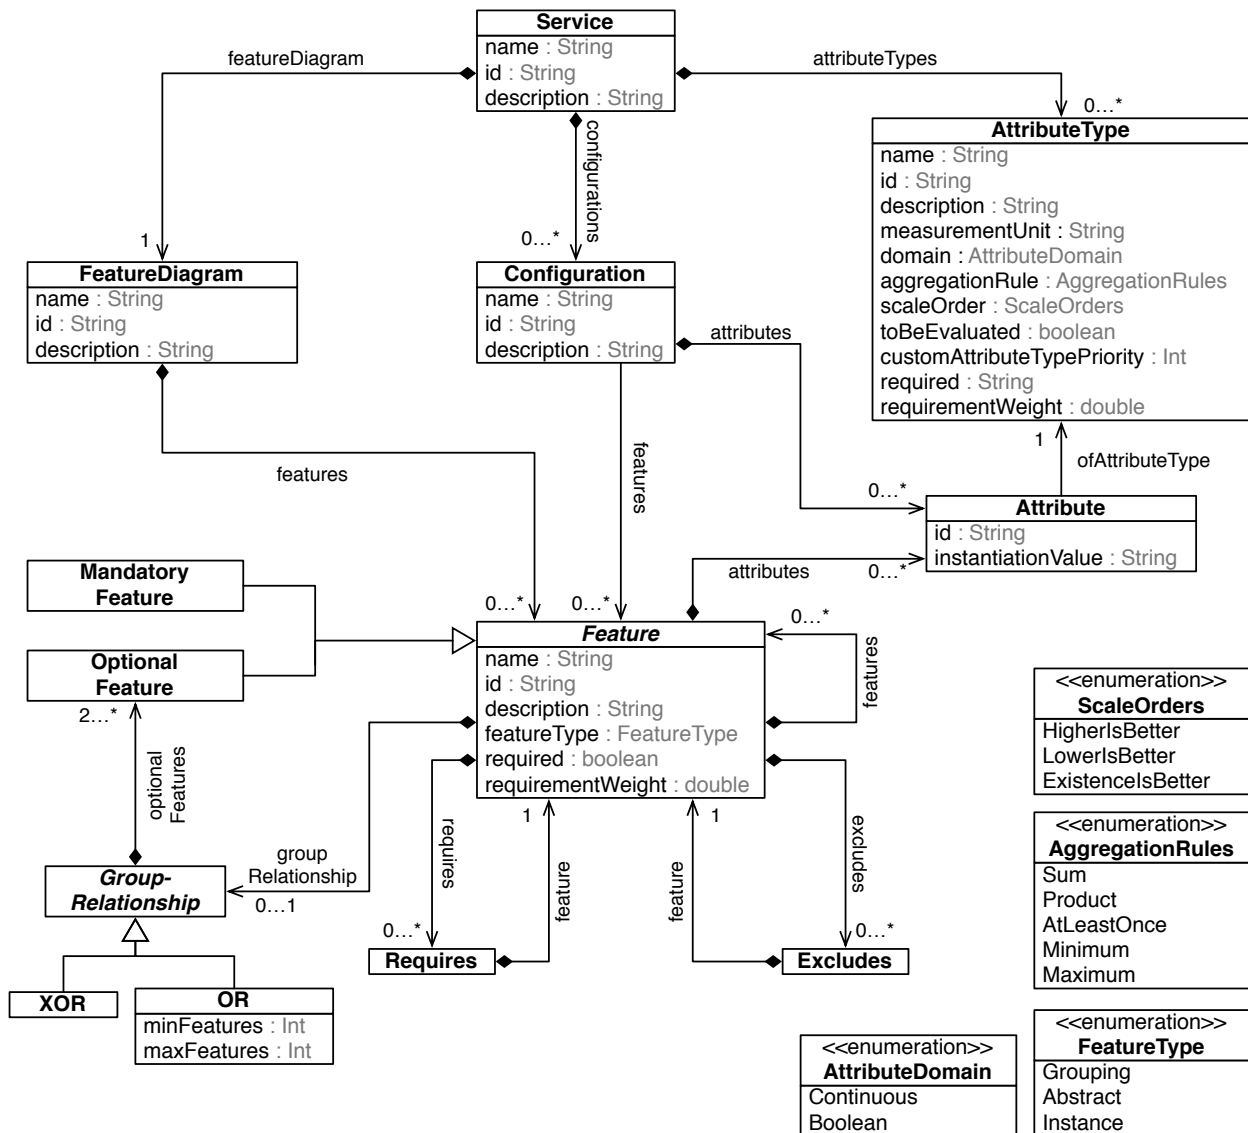 Service
name : String
id : String
description : String
featureDiagram
attributeTypes
configurations
0...*
1
0...*
AttributeType
name : String
id : String
description : String
measurementUnit : String
domain : AttributeDomain
aggregationRule : AggregationRules
scaleOrder : ScaleOrders
toBeEvaluated : boolean
customAttributeTypePriority : Int
required : String
requirementWeight : double
FeatureDiagram
name : String
id : String
description : String
Configuration
name : String
id : String
description : String
attributes
1
ofAttributeType
features
features
0...*
Attribute
id : String
instantiationValue : String
attributes
0...*
Mandatory
Feature
Optional
Feature
2...*
0...*
0...*
0...*
Feature
name : String
id : String
description : String
featureType : FeatureType
required : boolean
requirementWeight : double
features
optional
Features
group
Relationship
0...1
requires
1
feature
1
feature
excludes
0...*
0...*
Group-
Relationship
Requires
Excludes
XOR
OR
minFeatures : Int
maxFeatures : Int
<<enumeration>>
ScaleOrders
HigherIsBetter
LowerIsBetter
ExistenceIsBetter
<<enumeration>>
AggregationRules
Sum
Product
AtLeastOnce
Minimum
Maximum
<<enumeration>>
AttributeDomain
Continuous
Boolean
<<enumeration>>
FeatureType
Grouping
Abstract
Instance